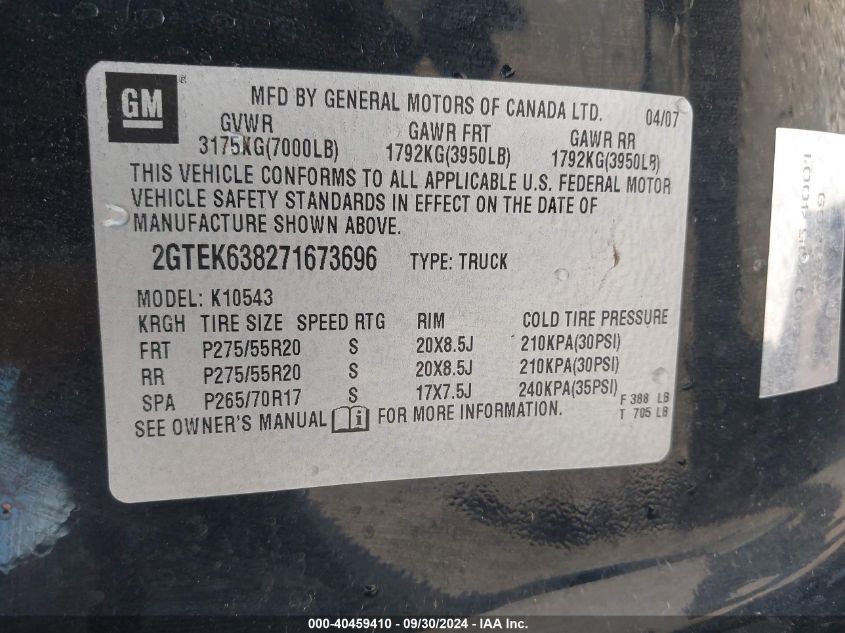 GM
®
MFD BY GENERAL MOTORS OF CANADA LTD. 04/07
GVWR GAWR FRT GAWR RR
3175KG(7000LB) 1792KG(3950LB) 1792KG(3950LB)
THIS VEHICLE CONFORMS TO ALL APPLICABLE U.S. FEDERAL MOTOR
VEHICLE SAFETY STANDARDS IN EFFECT ON THE DATE OF
MANUFACTURE SHOWN ABOVE.
2GTEK638271673696 TYPE: TRUCK
MODEL: K10543
KRGH TIRE SIZE SPEED RTG RIM COLD TIRE PRESSURE
FRT P275/55R20 S 20X8.5J 210KPA(30PSI)
RR P275/55R20 S 20X8.5J 210KPA(30PSI)
SPA P265/70R17 S 17X7.5J 240KPA(35PSI)
F 388 LB
T 705 LB
SEE OWNER'S MANUAL i FOR MORE INFORMATION.
000-40459410 - 09/30/2024 - IAA Inc.